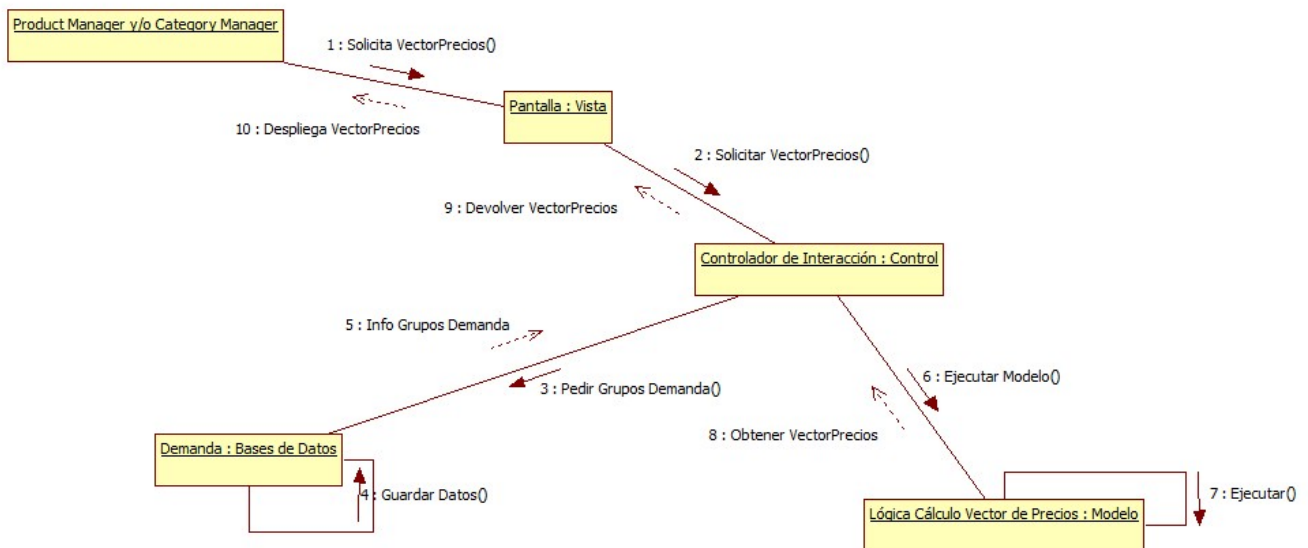 Product Manager y/o Category Manager
1 : Solicita VectorPrecios()
Pantalla : Vista
10 : Despliega VectorPrecios
2 : Solicitar VectorPrecios()
9 : Devolver VectorPrecios
Controlador de Interacción : Control
5 : Info Grupos Demanda
6 : Ejecutar Modelo()
3 : Pedir Grupos Demanda()
8 : Obtener VectorPrecios
Demanda : Bases de Datos
4 : Guardar Datos()
7 : Ejecutar()
Lógica Cálculo Vector de Precios : Modelo